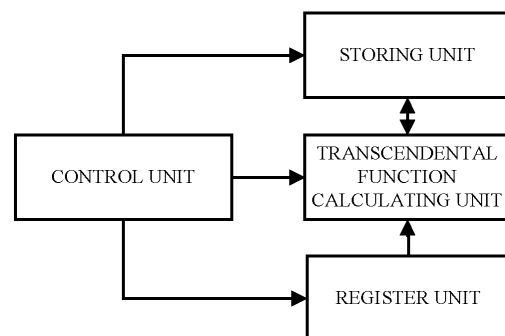 STORING UNIT
CONTROL UNIT
TRANSCENDENTAL
FUNCTION
CALCULATING UNIT
REGISTER UNIT